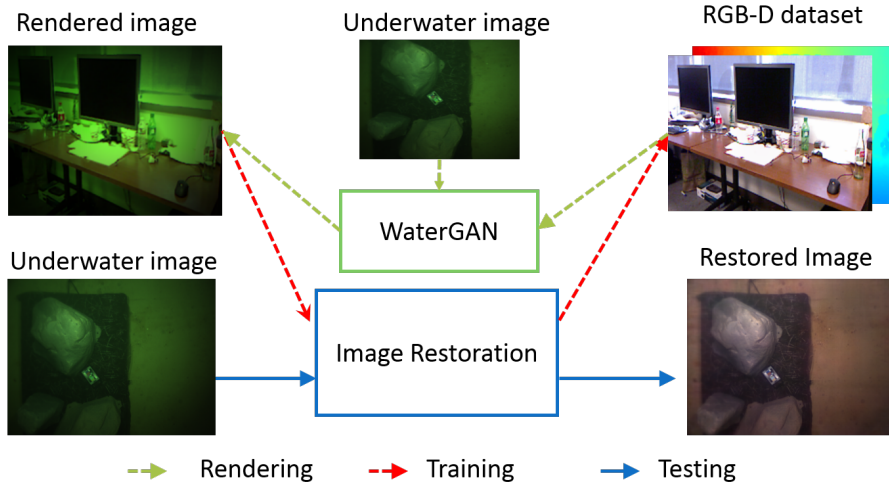 Rendered image
Underwater image
RGB-D dataset
WaterGAN
Underwater image
Restored Image
Image Restoration
Rendering
Training
Testing